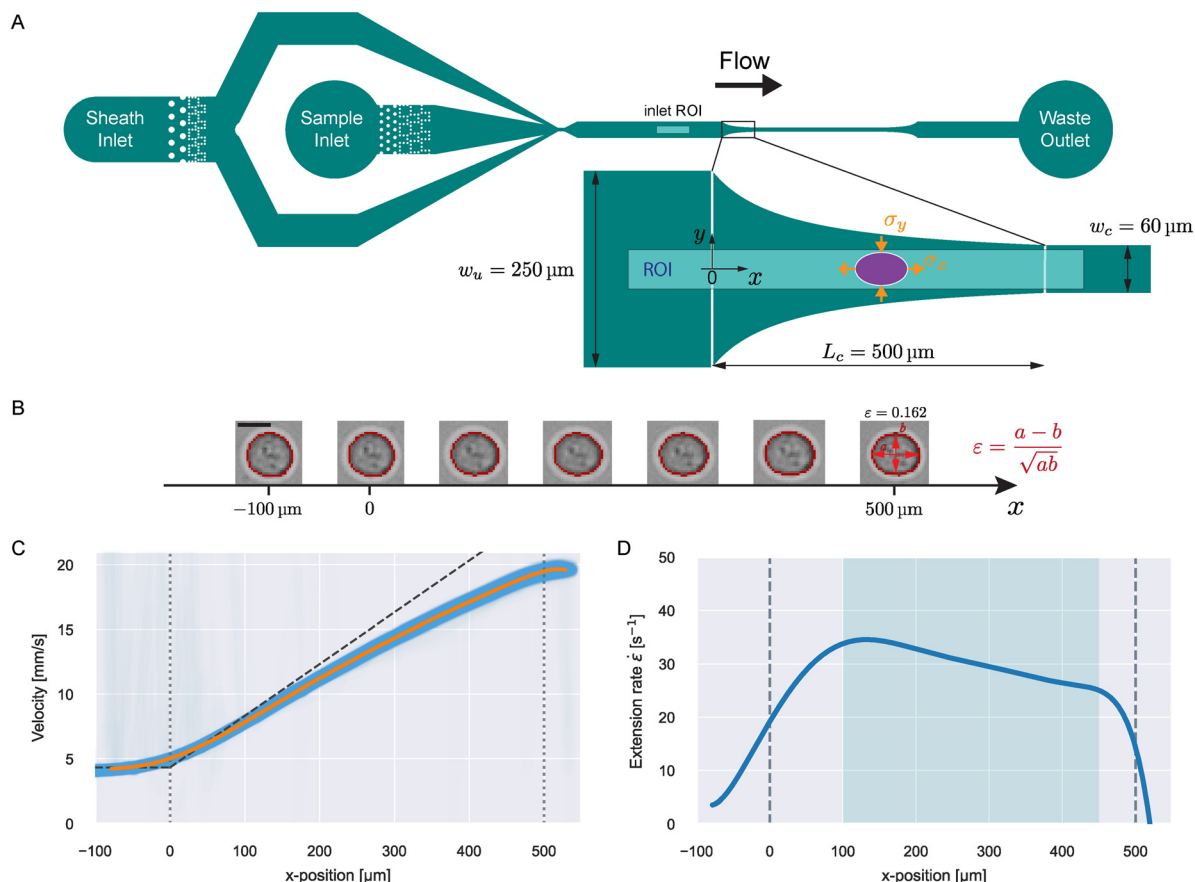 A
Flow
inlet ROI
Sheath
Inlet
Sample
Inlet
Waste
Outlet
w_u = 250 µm
y
ROI
0
x
σ_y
σ_x
w_c = 60 µm
L_c = 500 µm
B
ε = 0.162
b
a
ε = a − b / √ab
−100 µm
0
500 µm
x
C
20
15
10
5
0
Velocity [mm/s]
−100 0 100 200 300 400 500
x-position [µm]
D
50
40
30
20
10
0
Extension rate ε̇ [s⁻¹]
−100 0 100 200 300 400 500
x-position [µm]